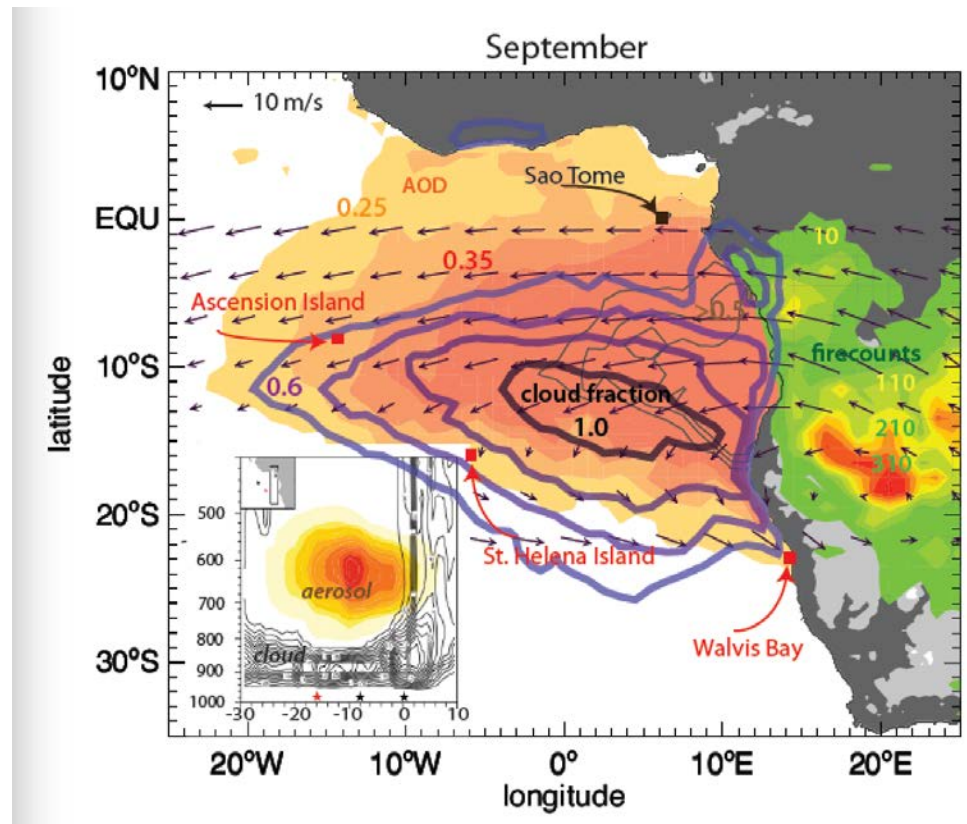 September
10°N
10 m/s
Sao Tome
AOD
0.25
EQU
10
0.35
Ascension Island
0.5
firecounts
10°S
0.6
cloud fraction
110
1.0
210
310
latitude
20°S
500
St. Helena Island
600
aerosol
700
Walvis Bay
800
cloud
30°S
900
1000
-30 -20 -10 0 10
20°W 10°W 0° 10°E 20°E
longitude